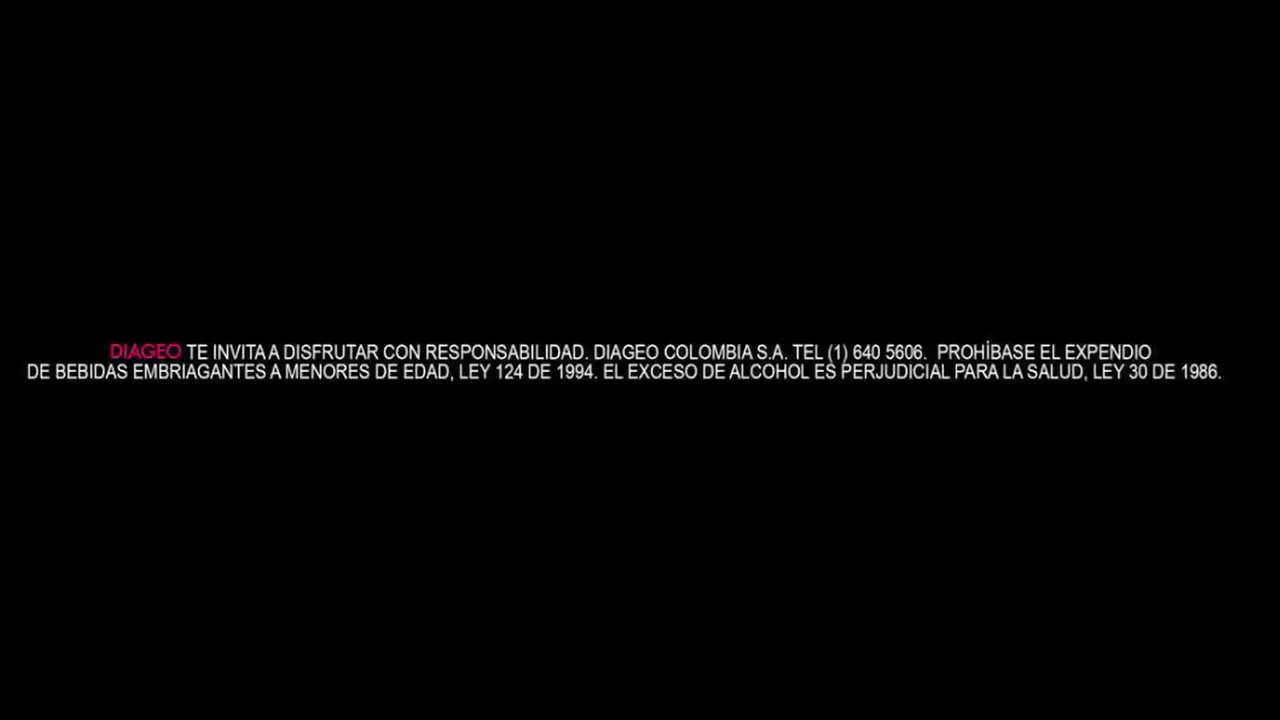 DIAGEO TE INVITA A DISFRUTAR CON RESPONSABILIDAD. DIAGEO COLOMBIA S.A. TEL (1) 640 5606. PROHÍBASE EL EXPENDIO
DE BEBIDAS EMBRIAGANTES A MENORES DE EDAD, LEY 124 DE 1994. EL EXCESO DE ALCOHOL ES PERJUDICIAL PARA LA SALUD, LEY 30 DE 1986.